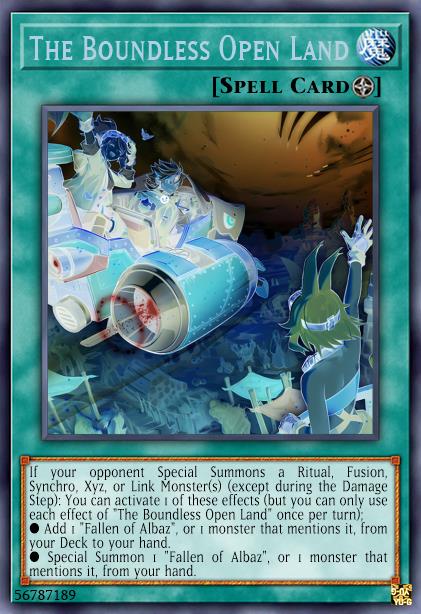 The Boundless Open Land
[Spell Card]
If your opponent Special Summons a Ritual, Fusion,
Synchro, Xyz, or Link Monster(s) (except during the Damage
Step): You can activate 1 of these effects (but you can only use
each effect of "The Boundless Open Land" once per turn);
● Add 1 "Fallen of Albaz", or 1 monster that mentions it, from
your Deck to your hand.
● Special Summon 1 "Fallen of Albaz", or 1 monster that
mentions it, from your hand.
56787189